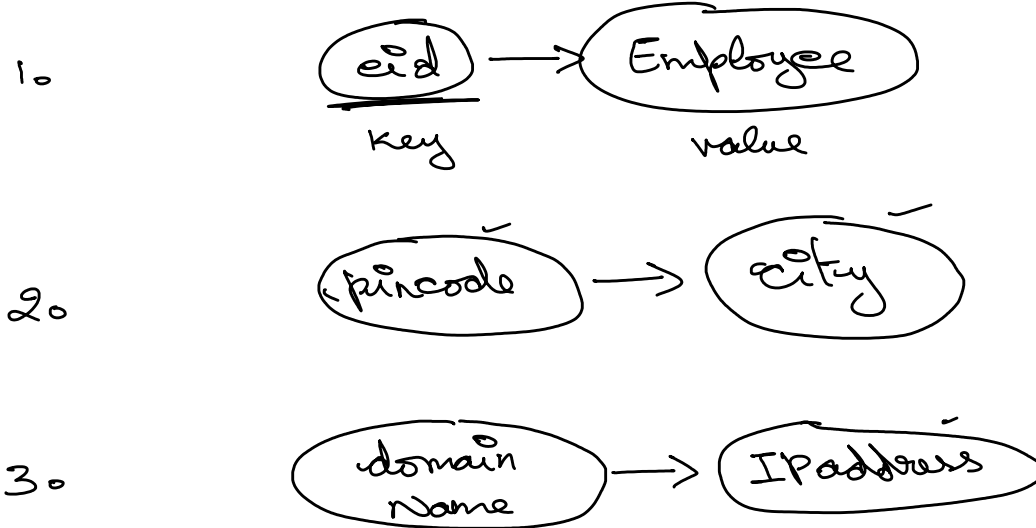 1. eid → Employee
key value
2. pincode → city
3. domain → IPaddress
Name